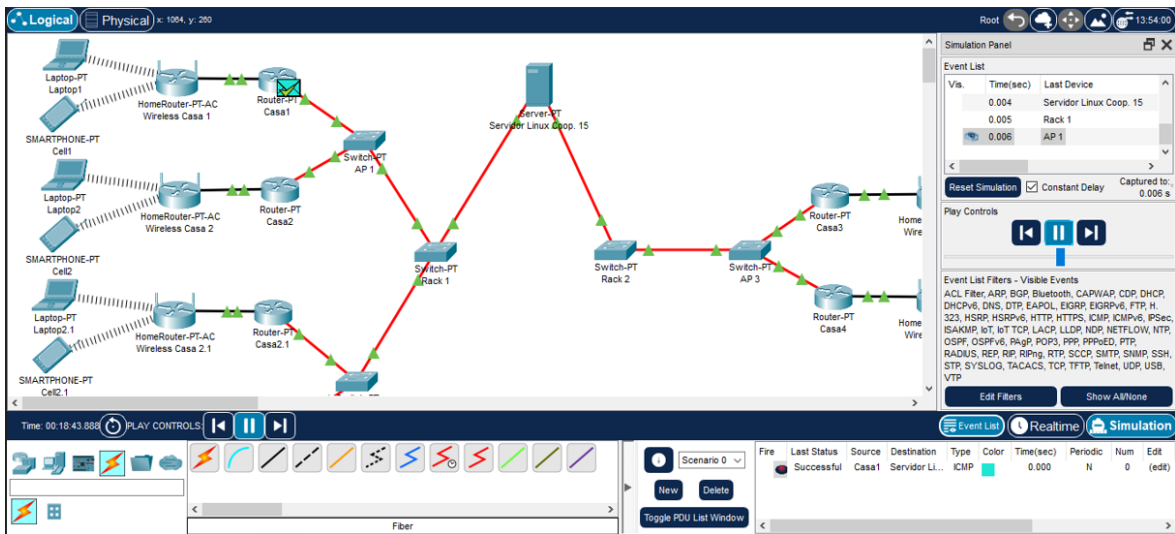 Logical
Physical
x: 1064, y: 260
Root
13:54:00
Laptop-PT
Laptop1
SMARTPHONE-PT
Cell1
HomeRouter-PT-AC
Wireless Casa 1
Router-PT
Casa1
Laptop-PT
Laptop2
SMARTPHONE-PT
Cell2
HomeRouter-PT-AC
Wireless Casa 2
Router-PT
Casa2
Switch-PT
AP 1
Laptop-PT
Laptop2.1
SMARTPHONE-PT
Cell2.1
HomeRouter-PT-AC
Wireless Casa 2.1
Router-PT
Casa2.1
Switch-PT
Rack 1
Server-PT
Servidor Linux Coop. 15
Switch-PT
Rack 2
Switch-PT
AP 3
Router-PT
Casa3
Home
Wire
Router-PT
Casa4
Home
Wire
Simulation Panel
Event List
Vis. Time(sec) Last Device
0.004 Servidor Linux Coop. 15
0.005 Rack 1
0.006 AP 1
Reset Simulation
Constant Delay
Captured to:
0.006 s
Play Controls
Event List Filters - Visible Events
ACL Filter, ARP, BGP, Bluetooth, CAPWAP, CDP, DHCP,
DHCPv6, DNS, DTP, EAPOL, EIGRP, EIGRPv6, FTP, H.
323, HSRP, HSRPv6, HTTP, HTTPS, ICMP, ICMPv6, IPSec,
ISAKMP, IoT, IoT TCP, LACP, LLDP, NDP, NETFLOW, NTP,
OSPF, OSPFv6, PAgP, POP3, PPP, PPPoED, PTP,
RADIUS, REP, RIP, RIPng, RTP, SCCP, SMTP, SNMP, SSH,
STP, SYSLOG, TACACS, TCP, TFTP, Telnet, UDP, USB,
VTP
Edit Filters
Show All/None
Time: 00:18:43.888
PLAY CONTROLS:
Event List
Realtime
Simulation
Fiber
Scenario 0
New
Delete
Toggle PDU List Window
Fire Last Status Source Destination Type Color Time(sec) Periodic Num Edit
Successful Casa1 Servidor Li... ICMP 0.000 N 0 (edit)